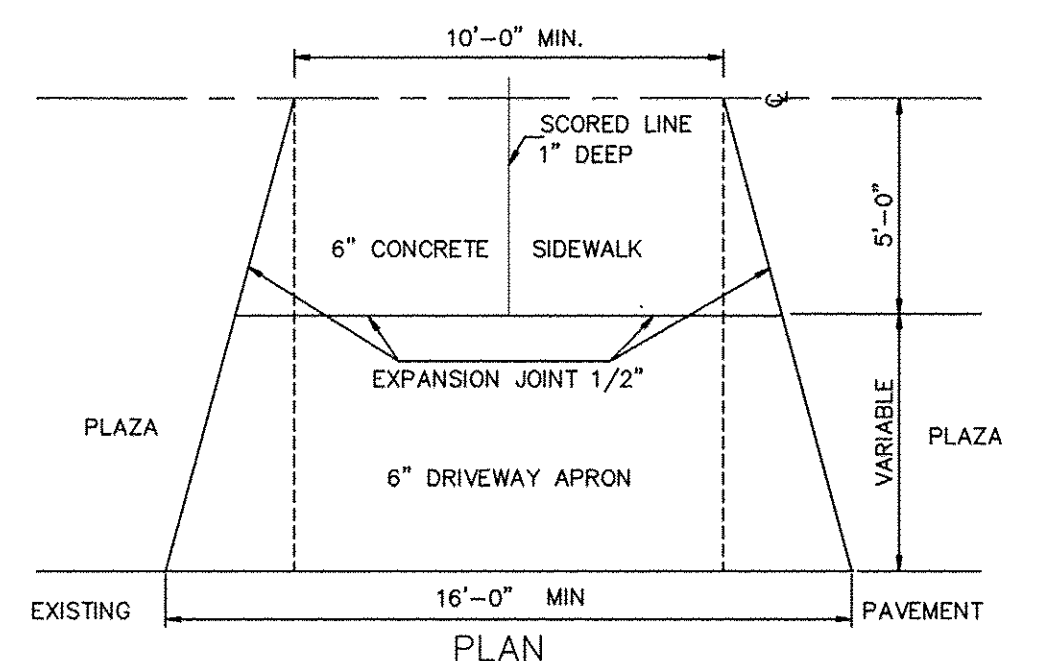 10'-0" MIN.
℄
SCORED LINE
1" DEEP
5'-0"
6" CONCRETE SIDEWALK
EXPANSION JOINT 1/2"
PLAZA
VARIABLE
PLAZA
6" DRIVEWAY APRON
EXISTING
16'-0" MIN
PAVEMENT
PLAN